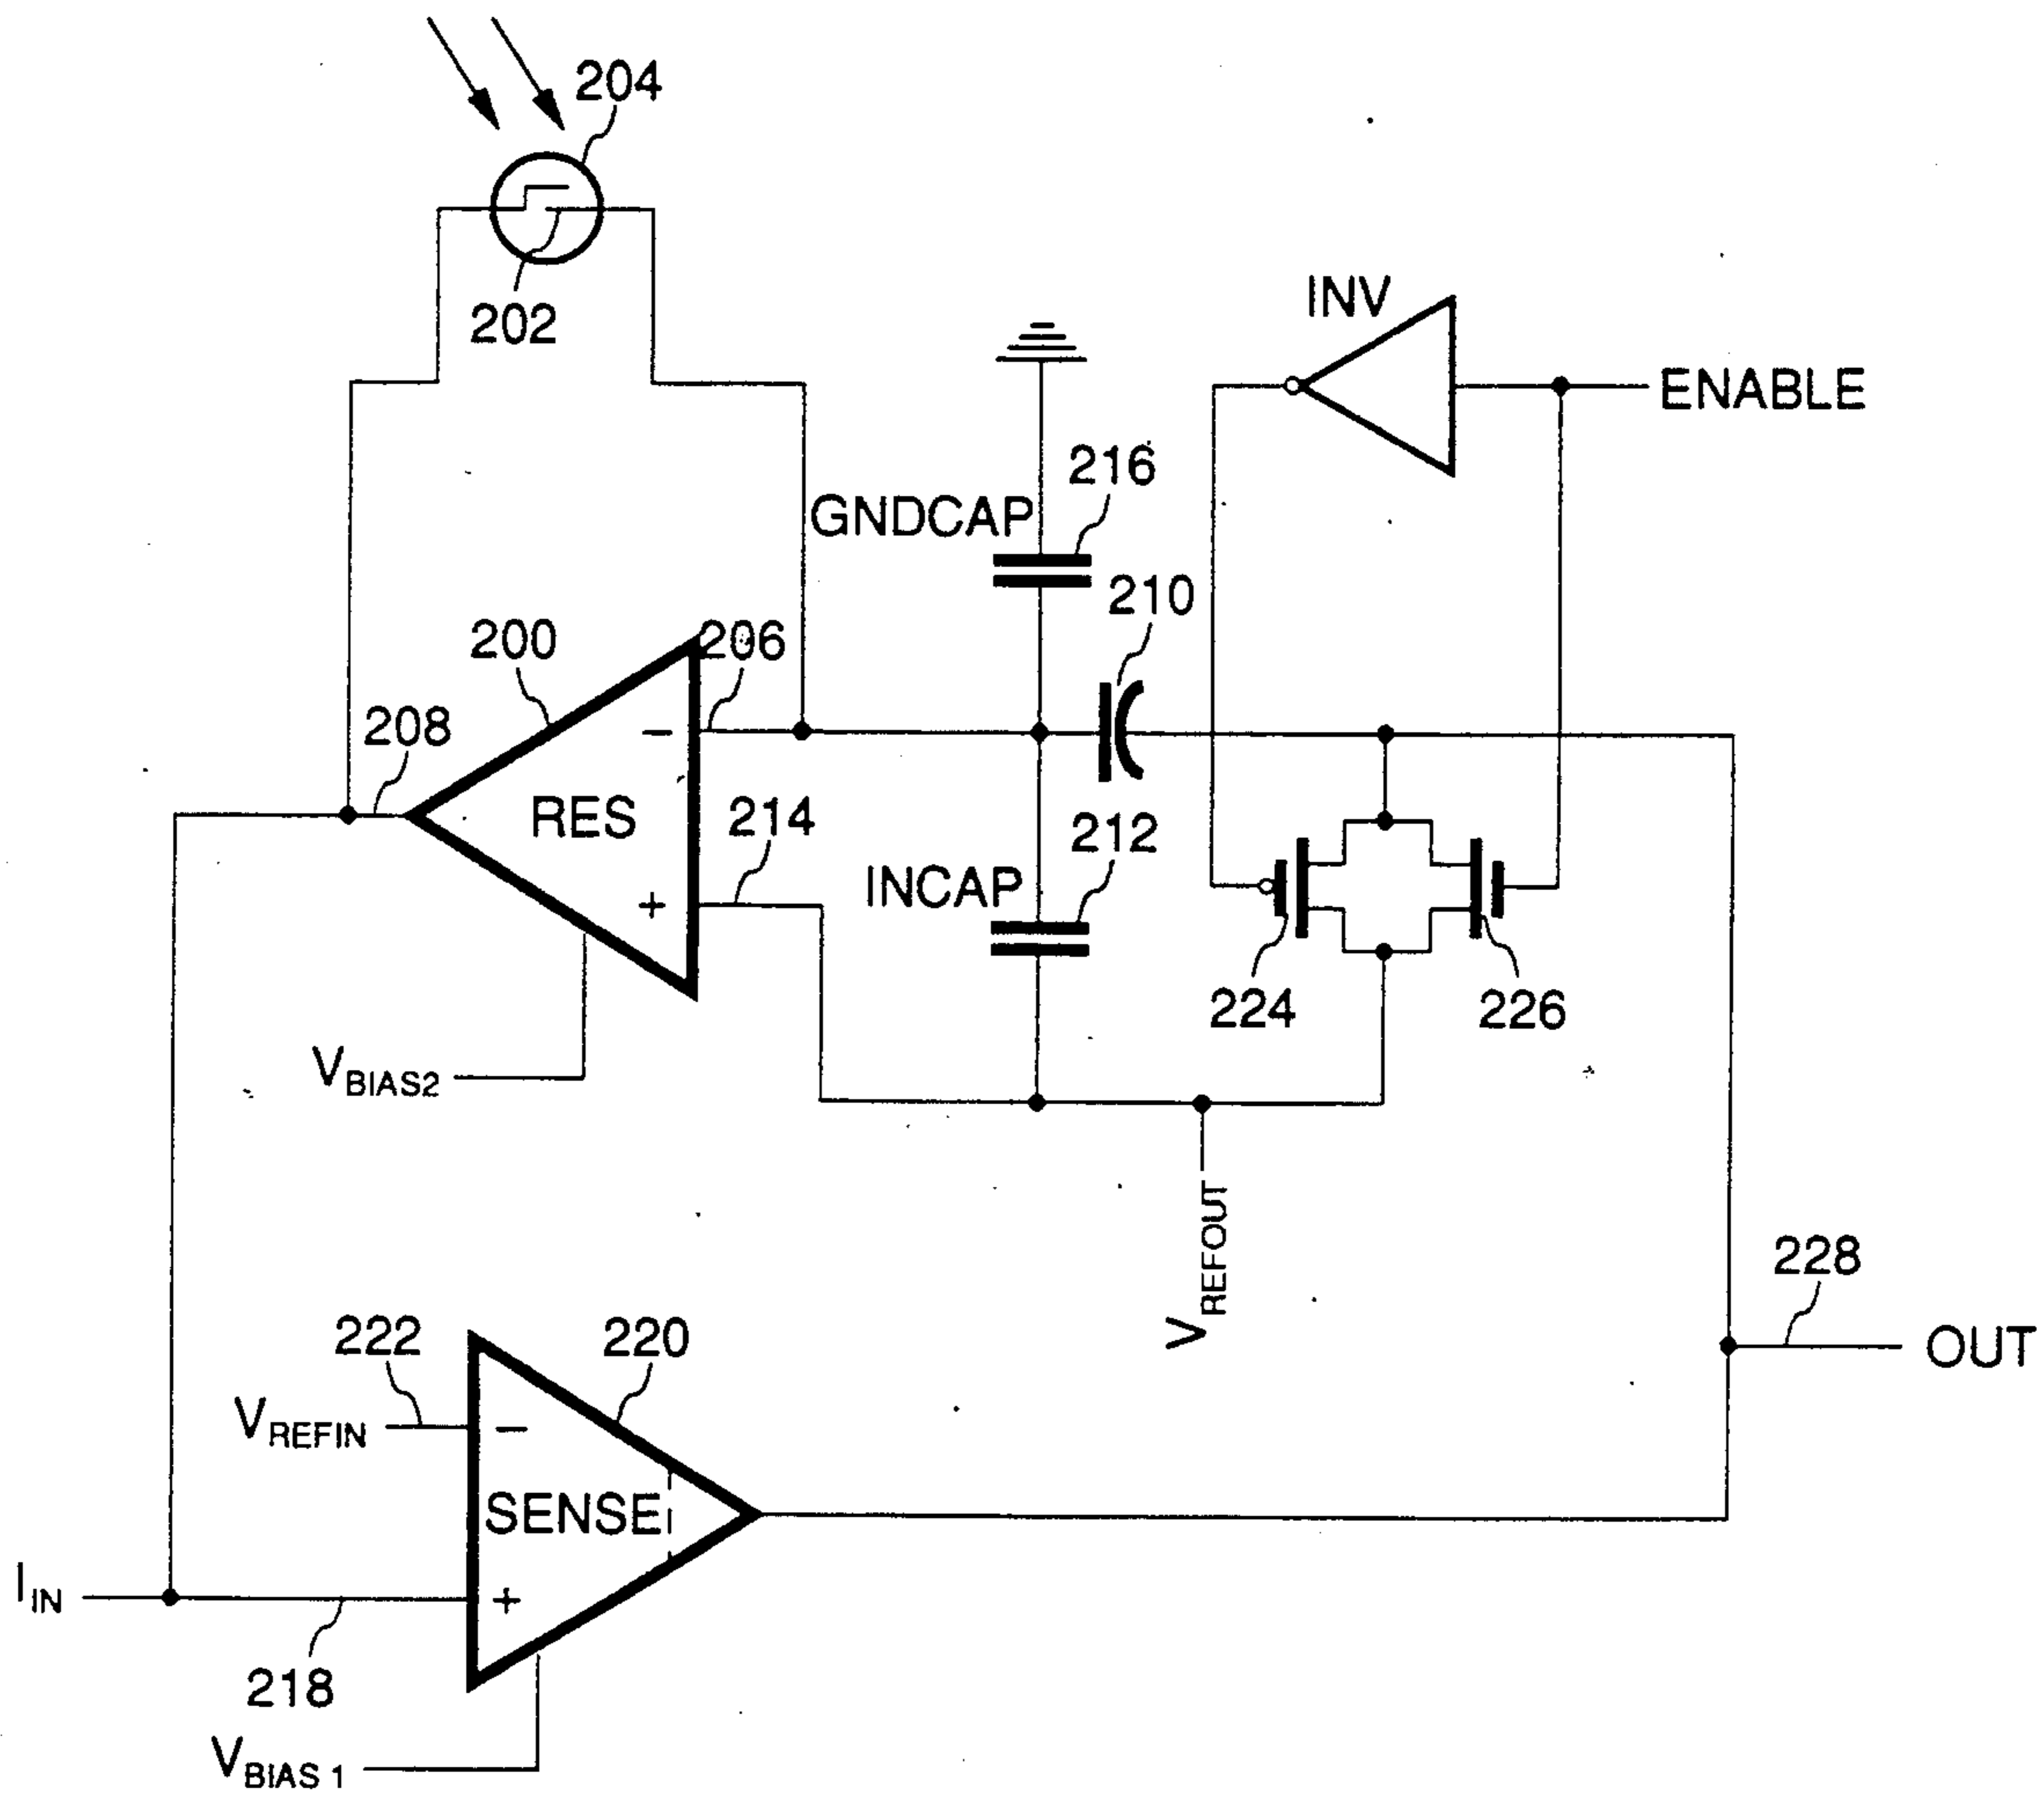 204
202
INV
ENABLE
216
GNDCAP
210
200
206
208
RES
−
+
214
212
INCAP
224
226
VBIAS2
VREFOUT
228
OUT
222
220
VREFIN
−
SENSE
+
IIN
218
VBIAS 1